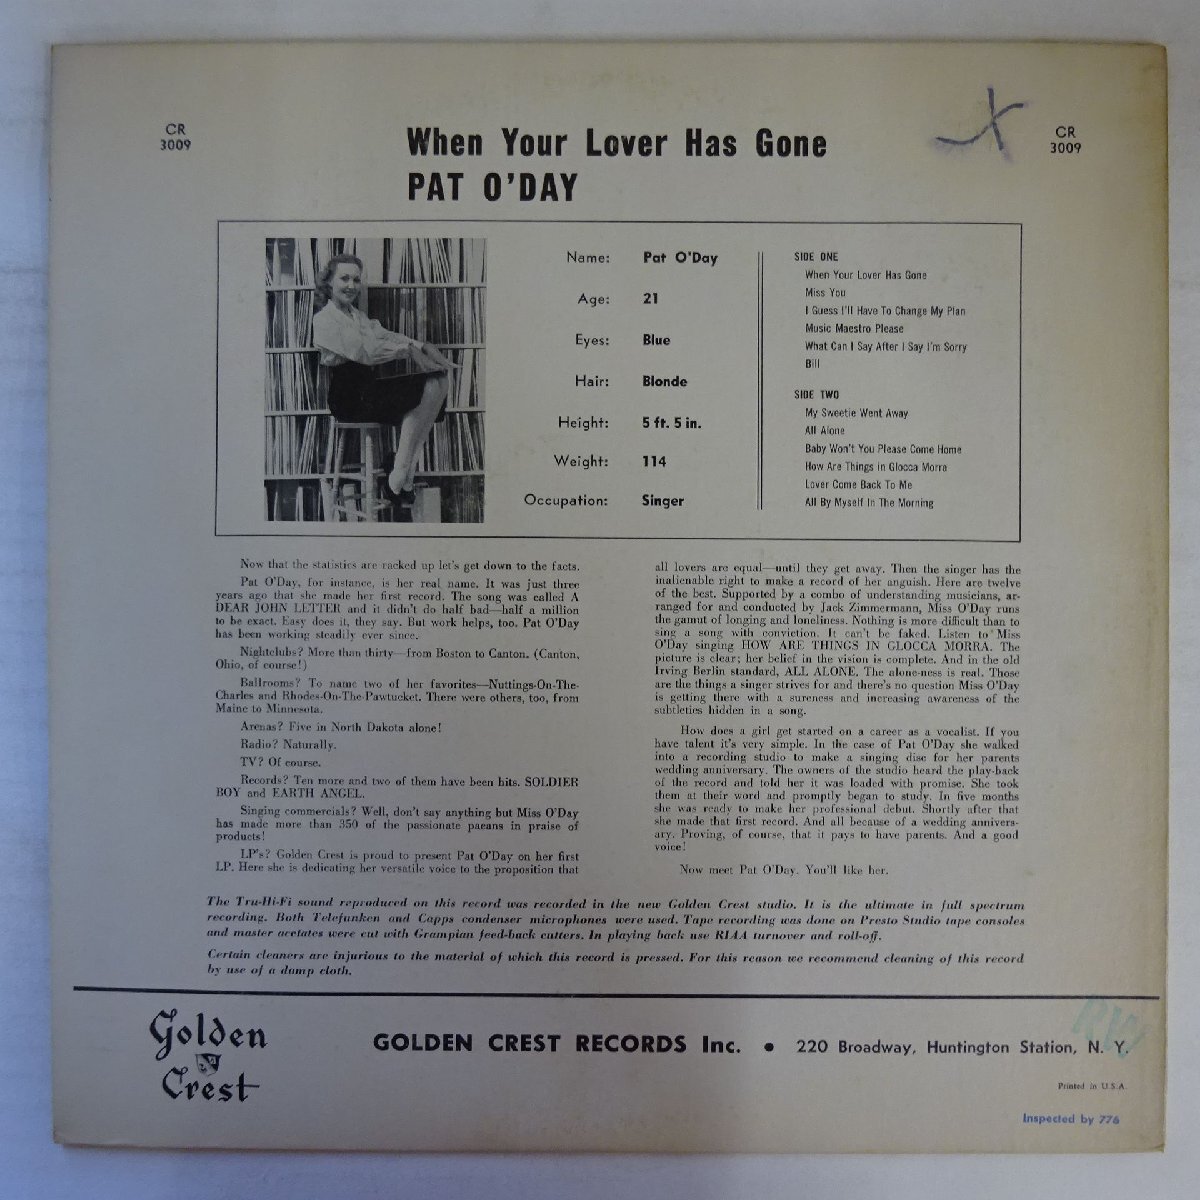 CR
3009
When Your Lover Has Gone
PAT O'DAY
CR
3009
Name: Pat O'Day
Age: 21
Eyes: Blue
Hair: Blonde
Height: 5 ft. 5 in.
Weight: 114
Occupation: Singer
SIDE ONE
When Your Lover Has Gone
Miss You
I Guess I'll Have To Change My Plan
Music Maestro Please
What Can I Say After I Say I'm Sorry
Bill
SIDE TWO
My Sweetie Went Away
All Alone
Baby Won't You Please Come Home
How Are Things in Glocca Morra
Lover Come Back To Me
All By Myself In The Morning
Now that the statistics are racked up let's get down to the facts.
Pat O'Day, for instance, is her real name. It was just three
years ago that she made her first record. The song was called A
DEAR JOHN LETTER and it didn't do half bad—half a million
to be exact. Easy does it, they say. But work helps, too. Pat O'Day
has been working steadily ever since.
Nightclubs? More than thirty—from Boston to Canton. (Canton,
Ohio, of course!)
Ballrooms? To name two of her favorites—Nuttings-On-The-
Charles and Rhodes-On-The-Pawtucket. There were others, too, from
Maine to Minnesota.
Arenas? Five in North Dakota alone!
Radio? Naturally.
TV? Of course.
Records? Ten more and two of them have been hits. SOLDIER
BOY and EARTH ANGEL.
Singing commercials? Well, don't say anything but Miss O'Day
has made more than 350 of the passionate paeans in praise of
products!
LP's? Golden Crest is proud to present Pat O'Day on her first
LP. Here she is dedicating her versatile voice to the proposition that
all lovers are equal—until they get away. Then the singer has the
inalienable right to make a record of her anguish. Here are twelve
of the best. Supported by a combo of understanding musicians, ar-
ranged for and conducted by Jack Zimmermann, Miss O'Day runs
the gamut of longing and loneliness. Nothing is more difficult than to
sing a song with conviction. It can't be faked. Listen to Miss
O'Day singing HOW ARE THINGS IN GLOCCA MORRA. The
picture is clear; her belief in the vision is complete. And in the old
Irving Berlin standard, ALL ALONE. The alone-ness is real. Those
are the things a singer strives for and there's no question Miss O'Day
is getting there with a sureness and increasing awareness of the
subtleties hidden in a song.
How does a girl get started on a career as a vocalist. If you
have talent it's very simple. In the case of Pat O'Day she walked
into a recording studio to make a singing disc for her parents
wedding anniversary. The owners of the studio heard the play-back
of the record and told her it was loaded with promise. She took
them at their word and promptly began to study. In five months
she was ready to make her professional debut. Shortly after that
she made that first record. And all because of a wedding annivers-
ary. Proving, of course, that it pays to have parents. And a good
voice!
Now meet Pat O'Day. You'll like her.
The Tru-Hi-Fi sound reproduced on this record was recorded in the new Golden Crest studio. It is the ultimate in full spectrum
recording. Both Telefunken and Capps condenser microphones were used. Tape recording was done on Presto Studio tape consoles
and master acetates were cut with Grampian feed-back cutters. In playing back use RIAA turnover and roll-off.
Certain cleaners are injurious to the material of which this record is pressed. For this reason we recommend cleaning of this record
by use of a damp cloth.
Golden
Crest
GOLDEN CREST RECORDS Inc. • 220 Broadway, Huntington Station, N. Y.
RW
Printed in U.S.A.
Inspected by 776